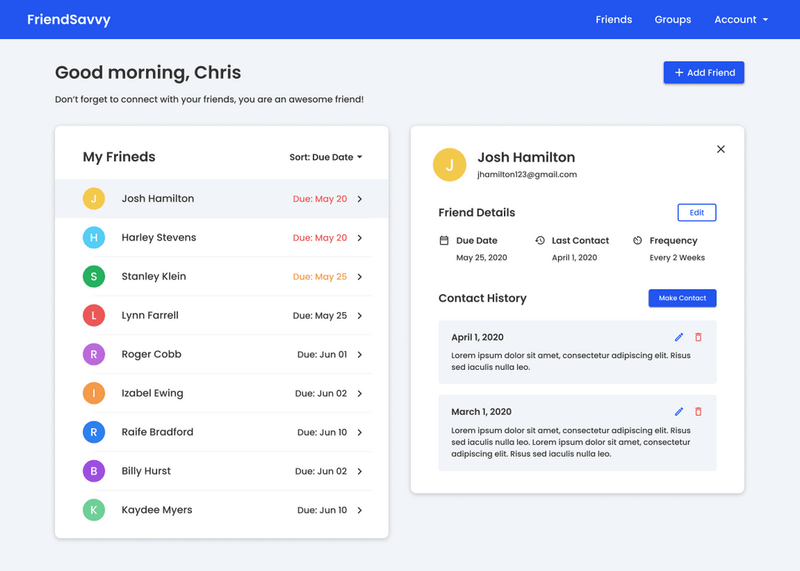 FriendSavvy
Friends Groups Account
Good morning, Chris
+ Add Friend
Don't forget to connect with your friends, you are an awesome friend!
My Frineds
Sort: Due Date
J Josh Hamilton Due: May 20
H Harley Stevens Due: May 20
S Stanley Klein Due: May 25
L Lynn Farrell Due: May 25
R Roger Cobb Due: Jun 01
I Izabel Ewing Due: Jun 02
R Raife Bradford Due: Jun 10
B Billy Hurst Due: Jun 02
K Kaydee Myers Due: Jun 10
J
Josh Hamilton
jhamilton123@gmail.com
Friend Details
Edit
Due Date Last Contact Frequency
May 25, 2020 April 1, 2020 Every 2 Weeks
Contact History
Make Contact
April 1, 2020
Lorem ipsum dolor sit amet, consectetur adipiscing elit. Risus
sed iaculis nulla leo.
March 1, 2020
Lorem ipsum dolor sit amet, consectetur adipiscing elit. Risus
sed iaculis nulla leo. Lorem ipsum dolor sit amet, consectetur
adipiscing elit. Risus sed iaculis nulla leo.